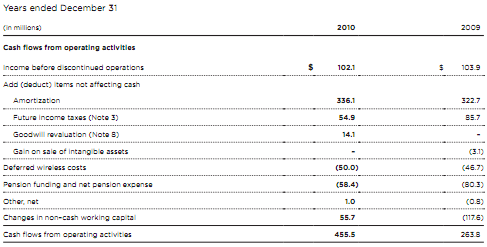 Years ended December 31
(in millions) 2010 2009
Cash flows from operating activities
Income before discontinued operations $ 102.1 $ 103.9
Add (deduct) items not affecting cash
Amortization 336.1 322.7
Future income taxes (Note 3) 54.9 85.7
Goodwill revaluation (Note 8) 14.1 -
Gain on sale of intangible assets - (3.1)
Deferred wireless costs (50.0) (46.7)
Pension funding and net pension expense (58.4) (80.3)
Other, net 1.0 (0.8)
Changes in non-cash working capital 55.7 (117.6)
Cash flows from operating activities 455.5 263.8